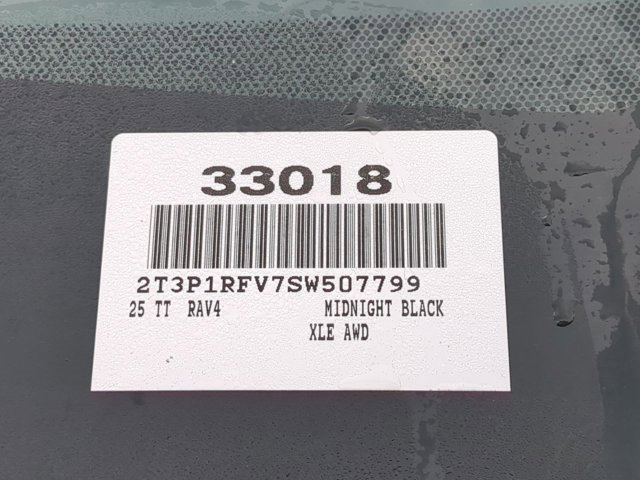 33018
2T3P1RFV7SW507799
25 TT RAV4 MIDNIGHT BLACK
XLE AWD